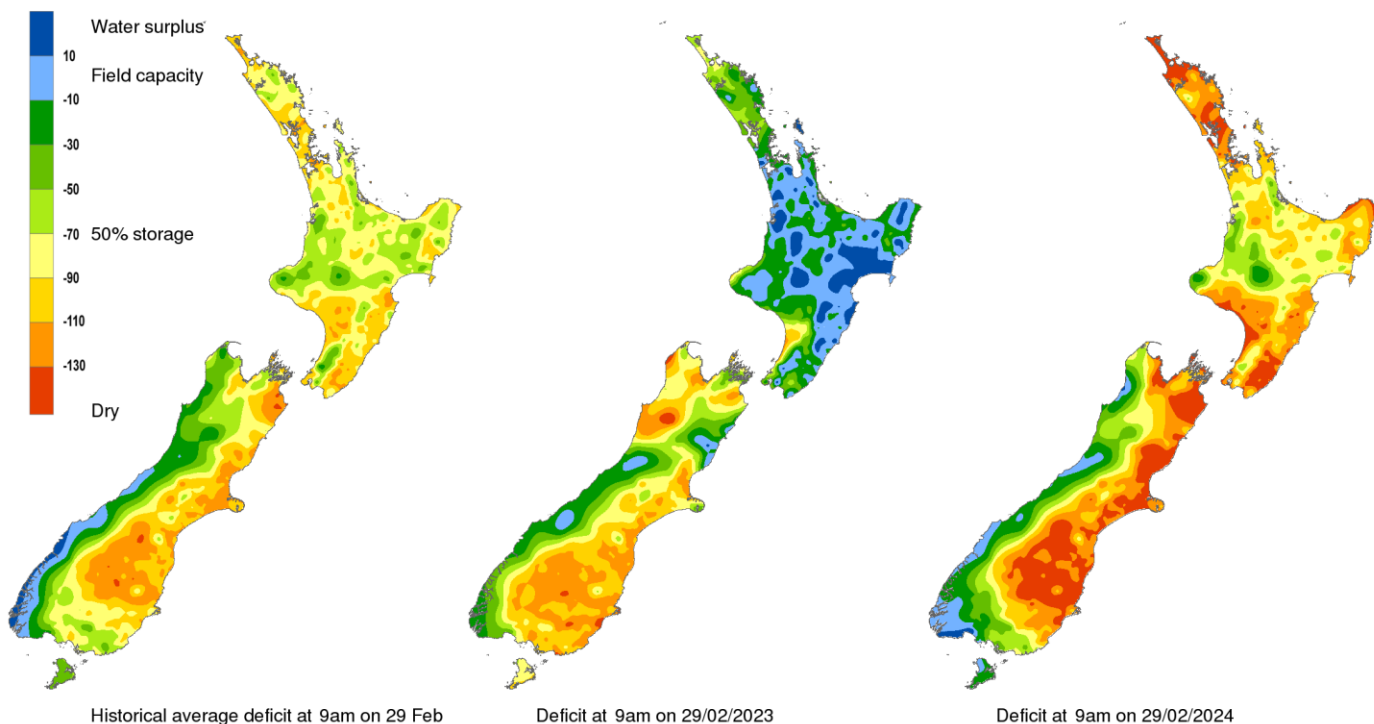 Water surplus
10
Field capacity
-10
-30
-50
-70
50% storage
-90
-110
-130
Dry
Historical average deficit at 9am on 29 Feb
Deficit at 9am on 29/02/2023
Deficit at 9am on 29/02/2024